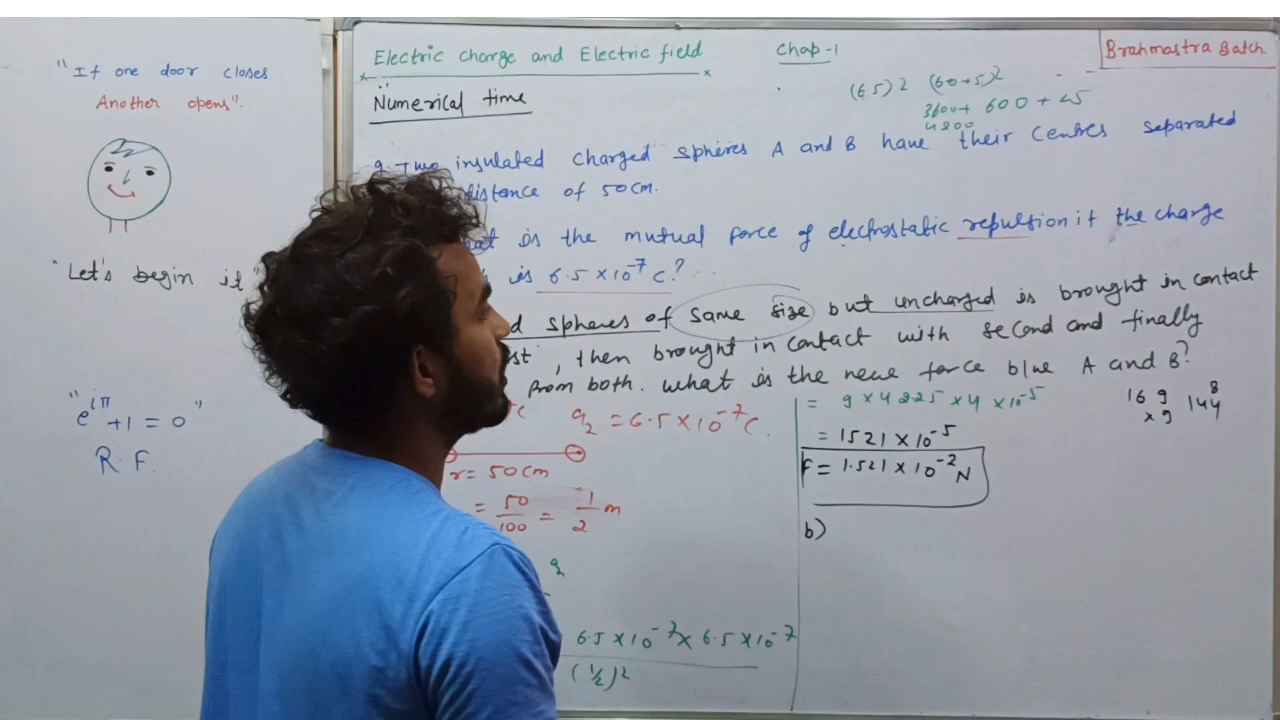 "If one door closes
Another opens".
"Let's begin it"
"e^iπ + 1 = 0"
R. F.
Electric charge and Electric field
Chap-1
Brahmastra Batch
Numerical time
(65)2 (60+5)²
3600+ 600 + 25
4200
Q. Two insulated charged spheres A and B have their Centres separated
distance of 50 cm.
is the mutual force of electrostatic repulsion if the charge
is 6.5 × 10⁻⁷ C?
spheres of same size but uncharged is brought in contact
, then brought in contact with second and finally
from both. What is the new force b/w A and B?
q₂ = 6.5 × 10⁻⁷ C.
r = 50 cm
= 50/100 = 1/2 m
q
6.5 × 10⁻⁷ × 6.5 × 10⁻⁷
(1/2)²
= 9 × 4225 × 4 × 10⁻⁵
= 1521 × 10⁻⁵
F = 1.521 × 10⁻² N
b)
169 144
8
×9